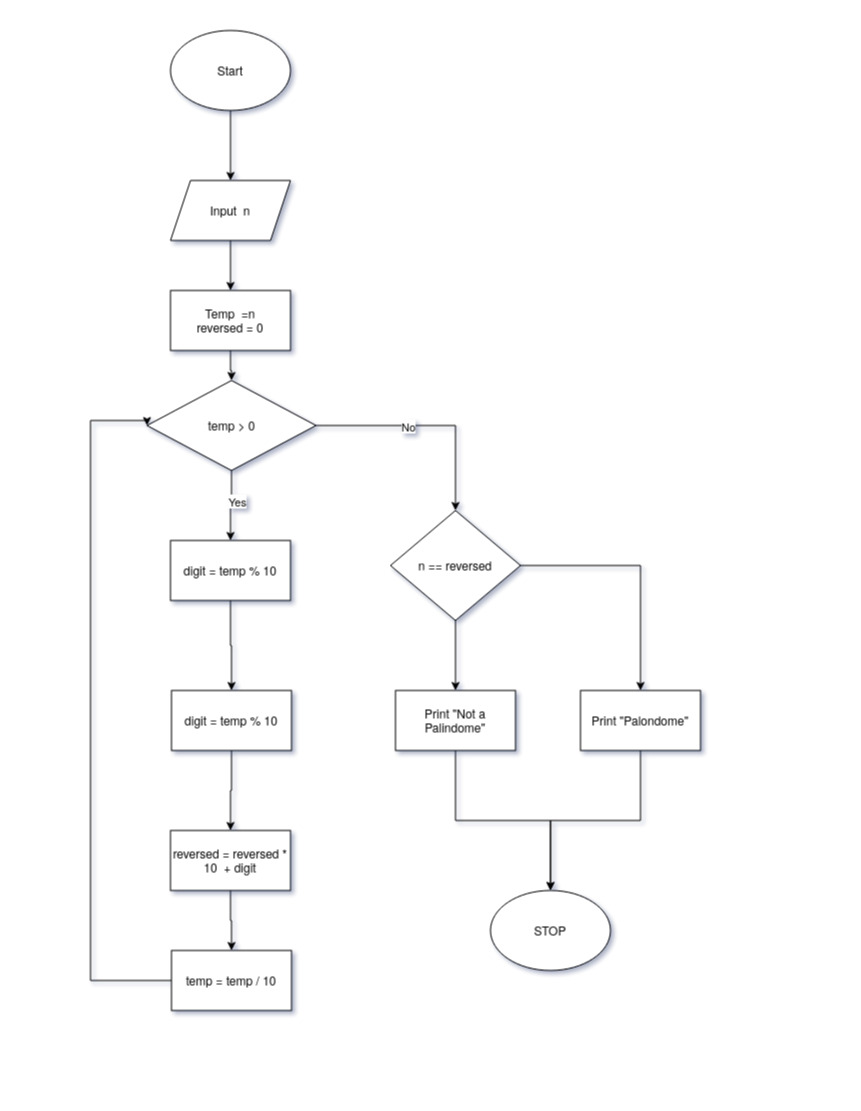 Start
Input n
Temp =n
reversed = 0
temp > 0
No
Yes
n == reversed
digit = temp % 10
digit = temp % 10
Print "Not a
Palindome"
Print "Palondome"
reversed = reversed *
10 + digit
STOP
temp = temp / 10